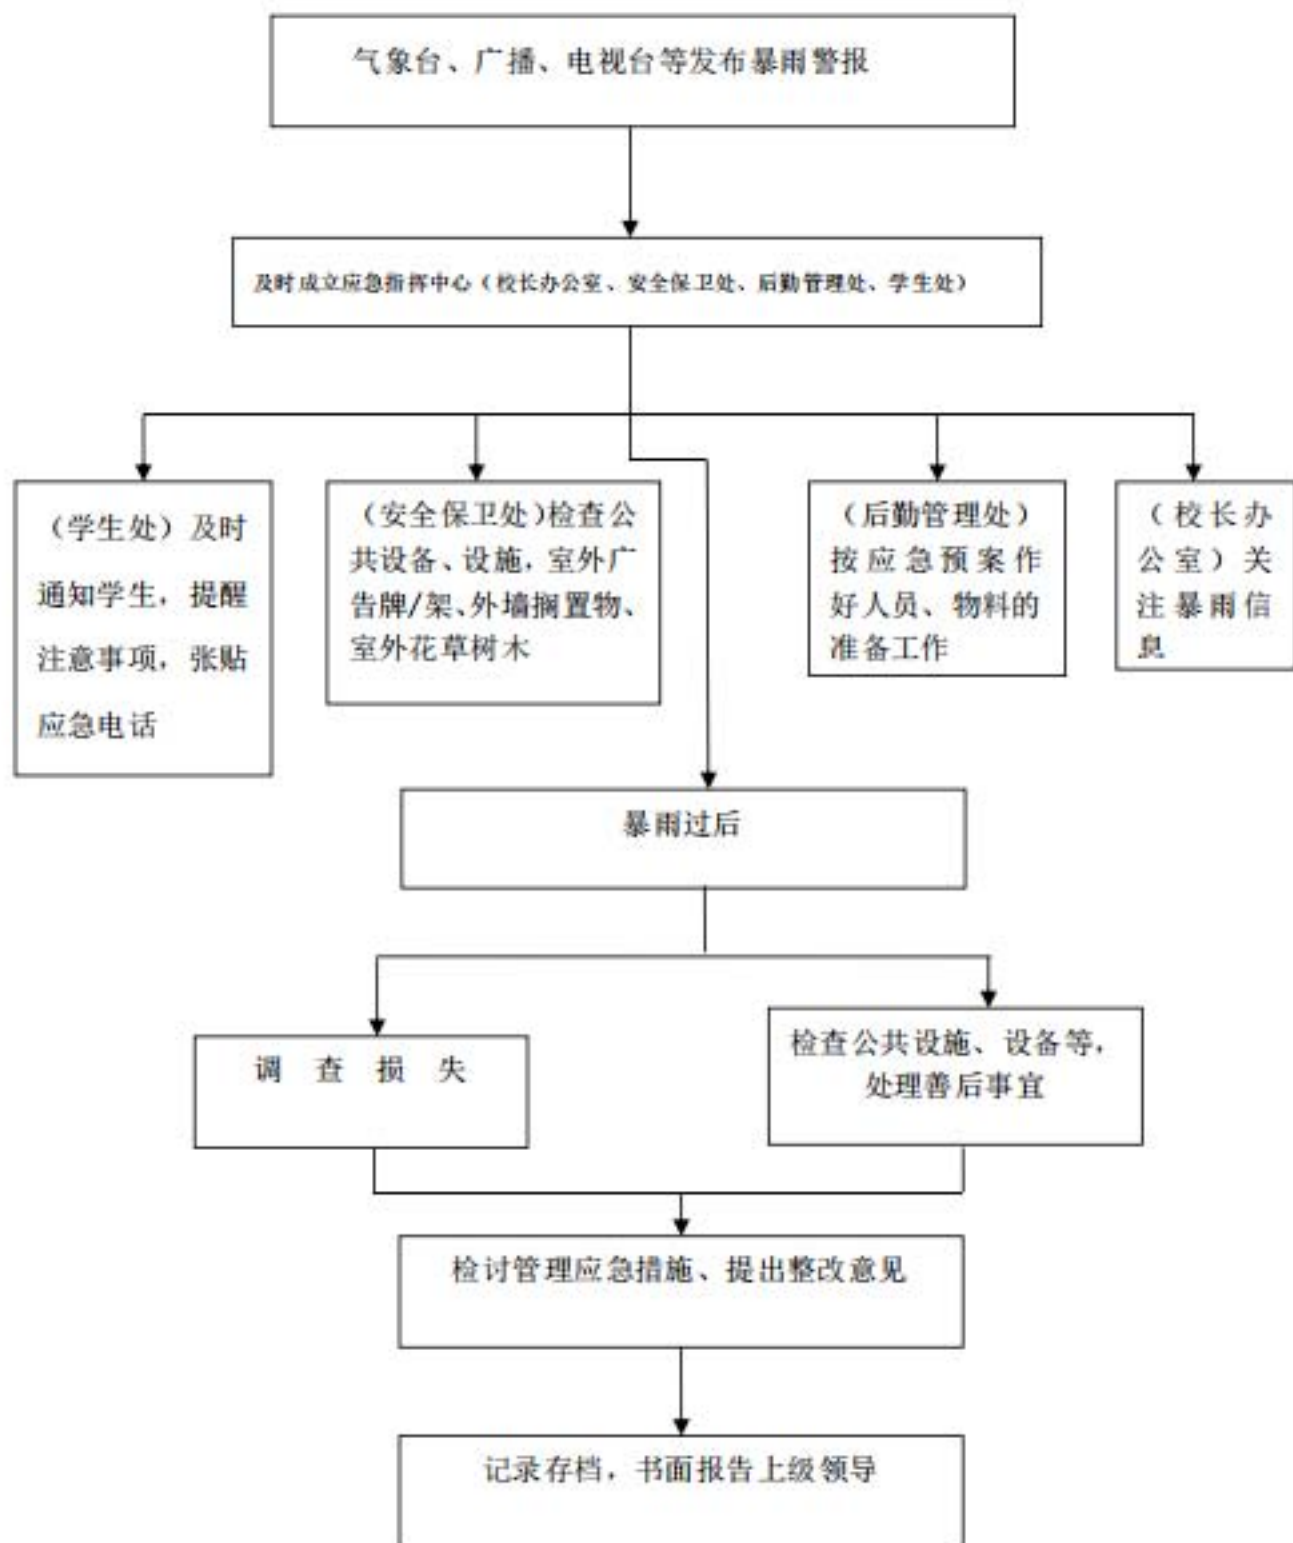 气象台、广播、电视台等发布暴雨警报
及时成立应急指挥中心（校长办公室、安全保卫处、后勤管理处、学生处）
（学生处）及时
通知学生，提醒
注意事项，张贴
应急电话
（安全保卫处）检查公
共设备、设施，室外广
告牌/架、外墙搁置物、
室外花草树木
（后勤管理处）
按应急预案作
好人员、物料的
准备工作
（校长办
公室）关
注暴雨信
息
暴雨过后
调 查 损 失
检查公共设施、设备等，
处理善后事宜
检讨管理应急措施、提出整改意见
记录存档，书面报告上级领导